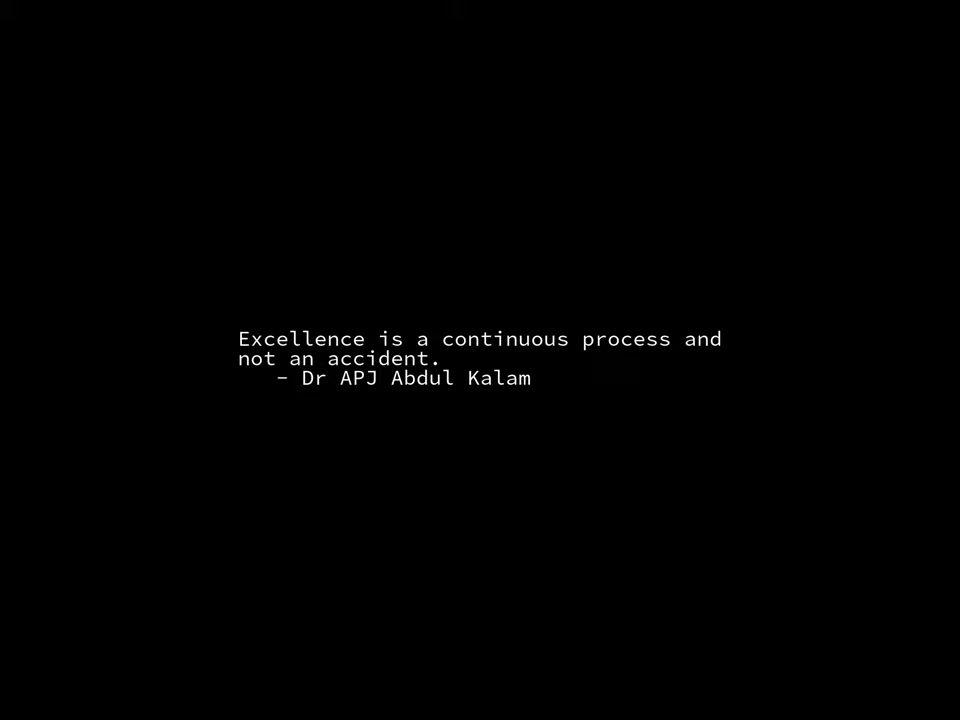 Excellence is a continuous process and
not an accident.
- Dr APJ Abdul Kalam